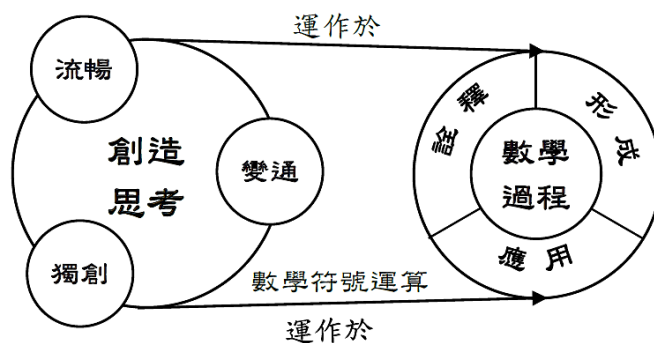 運作於
流暢
創造
思考
變通
獨創
詮釋
形成
數學
過程
應用
數學符號運算
運作於